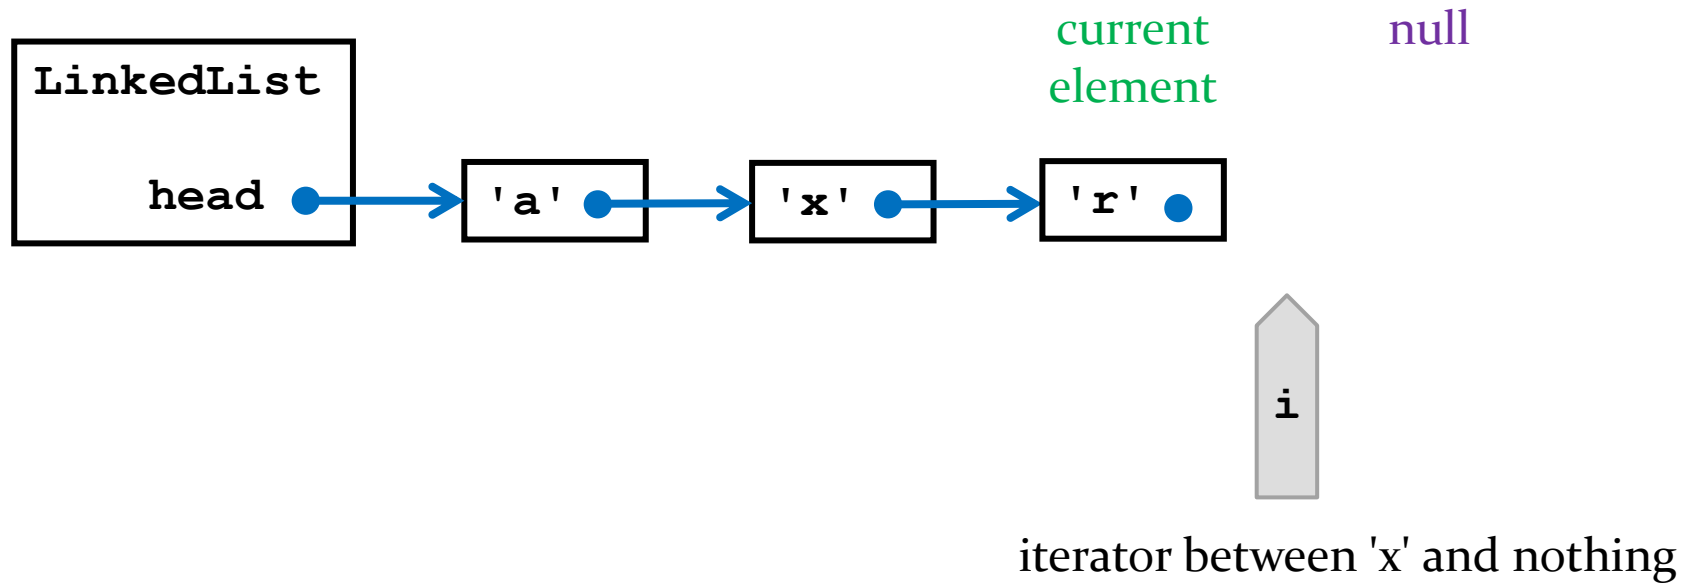 current
element
null
LinkedList
head
'a'
'x'
'r'
i
iterator between 'x' and nothing